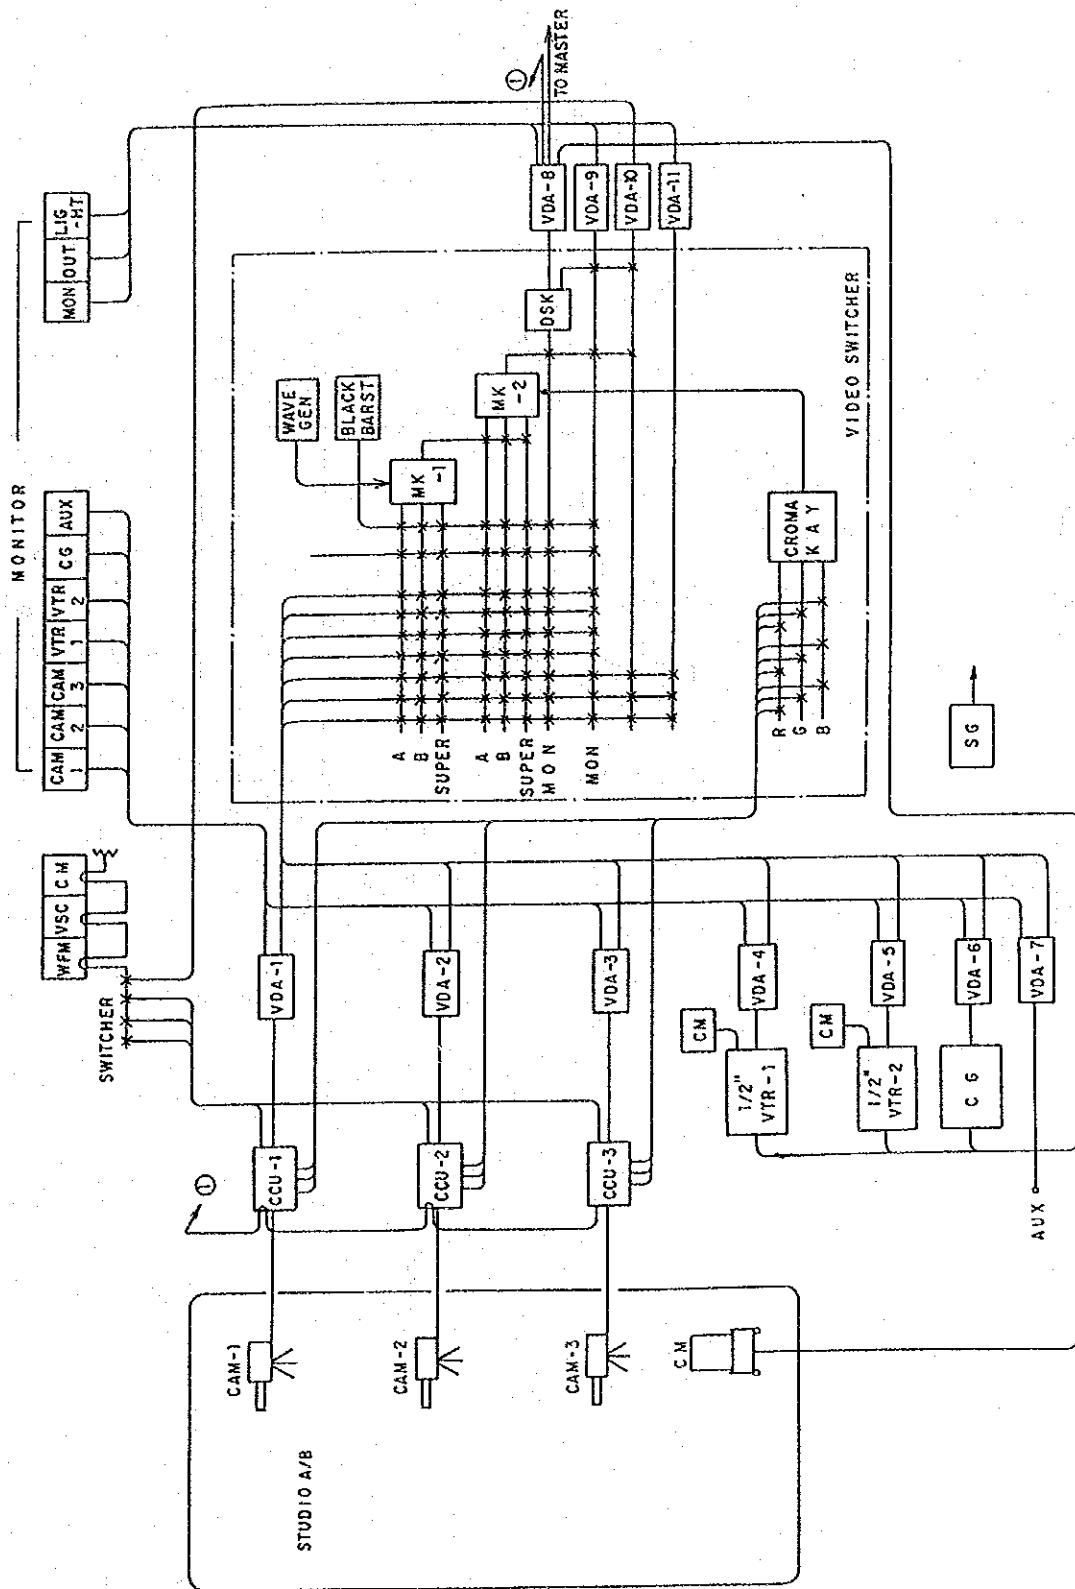 MONITOR
WFM
VSC
CM
CAM 1
CAM 2
CAM 3
VTR 1
VTR 2
CG
AUX
MON
OUT
LIG
-HT
SWITCHER
①
TO MASTER
STUDIO A/B
CAM-1
CAM-2
CAM-3
CM
①
CCU-1
CCU-2
CCU-3
VDA-1
VDA-2
VDA-3
CM
1/2"
VTR-1
VDA-4
CM
1/2"
VTR-2
VDA-5
CG
VDA-6
AUX
VDA-7
WAVE
GEN
BLACK
BARST
MK
-1
MK
-2
DSK
A
B
SUPER
A
B
SUPER
MON
MON
R
G
B
CROMA
KAY
VIDEO SWITCHER
VDA-8
VDA-9
VDA-10
VDA-11
SG